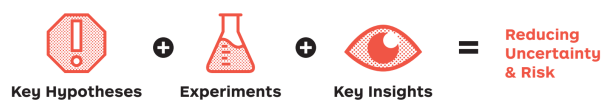 Key Hypotheses + Experiments + Key Insights =
Reducing
Uncertainty
& Risk